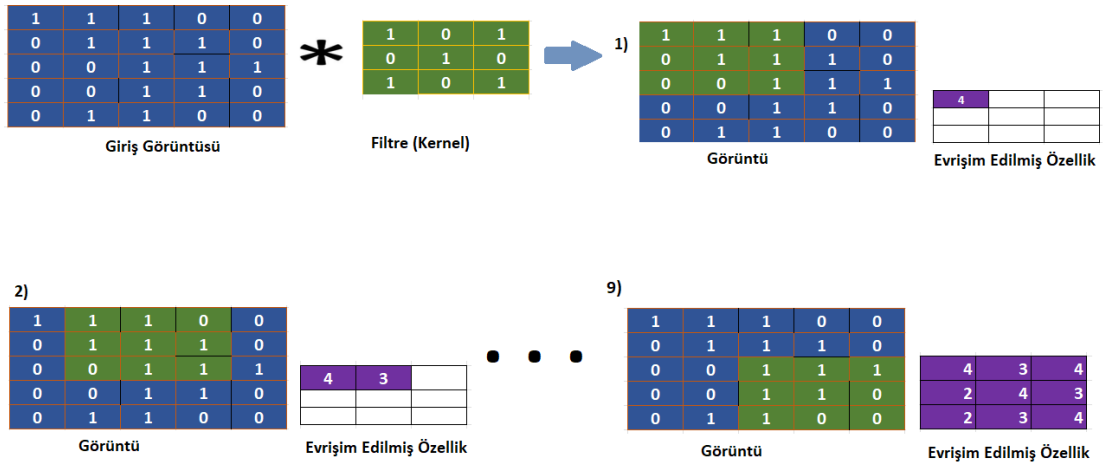 1 1 1 0 0
0 1 1 1 0
0 0 1 1 1
0 0 1 1 0
0 1 1 0 0
Giriş Görüntüsü
*
1 0 1
0 1 0
1 0 1
Filtre (Kernel)
1)
1 1 1 0 0
0 1 1 1 0
0 0 1 1 1
0 0 1 1 0
0 1 1 0 0
Görüntü
4
Evrişim Edilmiş Özellik
2)
1 1 1 0 0
0 1 1 1 0
0 0 1 1 1
0 0 1 1 0
0 1 1 0 0
Görüntü
4 3
Evrişim Edilmiş Özellik
. . .
9)
1 1 1 0 0
0 1 1 1 0
0 0 1 1 1
0 0 1 1 0
0 1 1 0 0
Görüntü
4 3 4
2 4 3
2 3 4
Evrişim Edilmiş Özellik